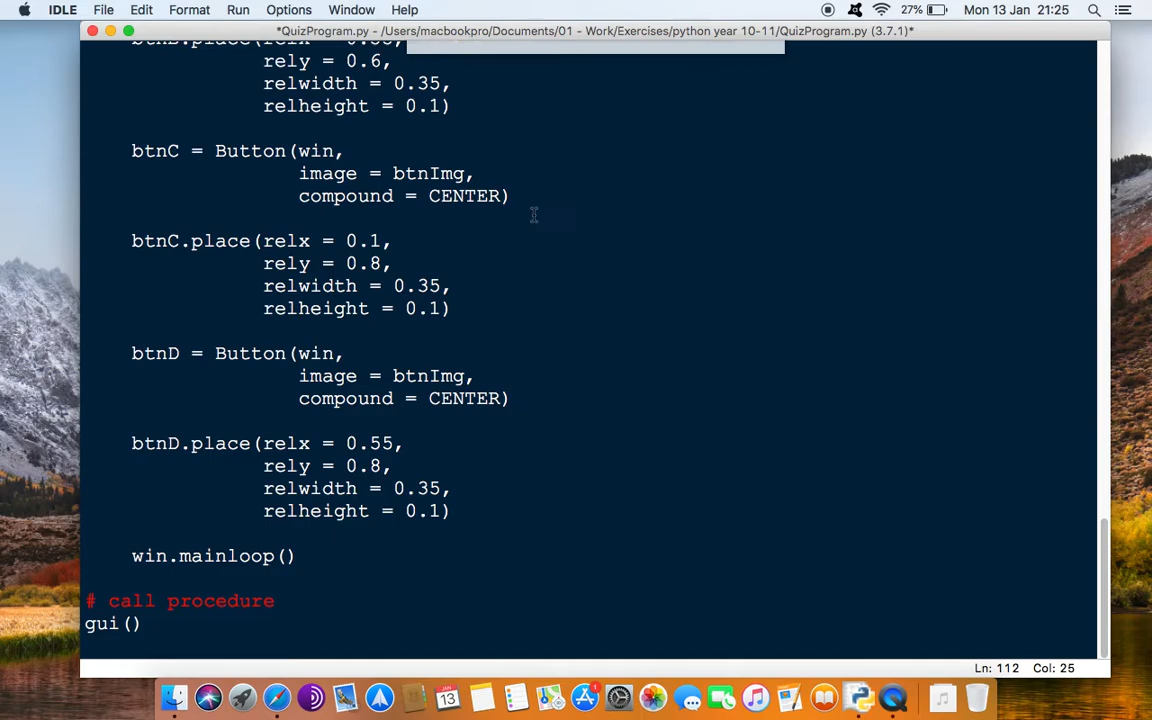 IDLE File Edit Format Run Options Window Help 27% Mon 13 Jan 21:25
*QuizProgram.py - /Users/macbookpro/Documents/01 - Work/Exercises/python year 10-11/QuizProgram.py (3.7.1)*
rely = 0.6,
relwidth = 0.35,
relheight = 0.1)
btnC = Button(win,
image = btnImg,
compound = CENTER)
btnC.place(relx = 0.1,
rely = 0.8,
relwidth = 0.35,
relheight = 0.1)
btnD = Button(win,
image = btnImg,
compound = CENTER)
btnD.place(relx = 0.55,
rely = 0.8,
relwidth = 0.35,
relheight = 0.1)
win.mainloop()
# call procedure
gui()
Ln: 112 Col: 25